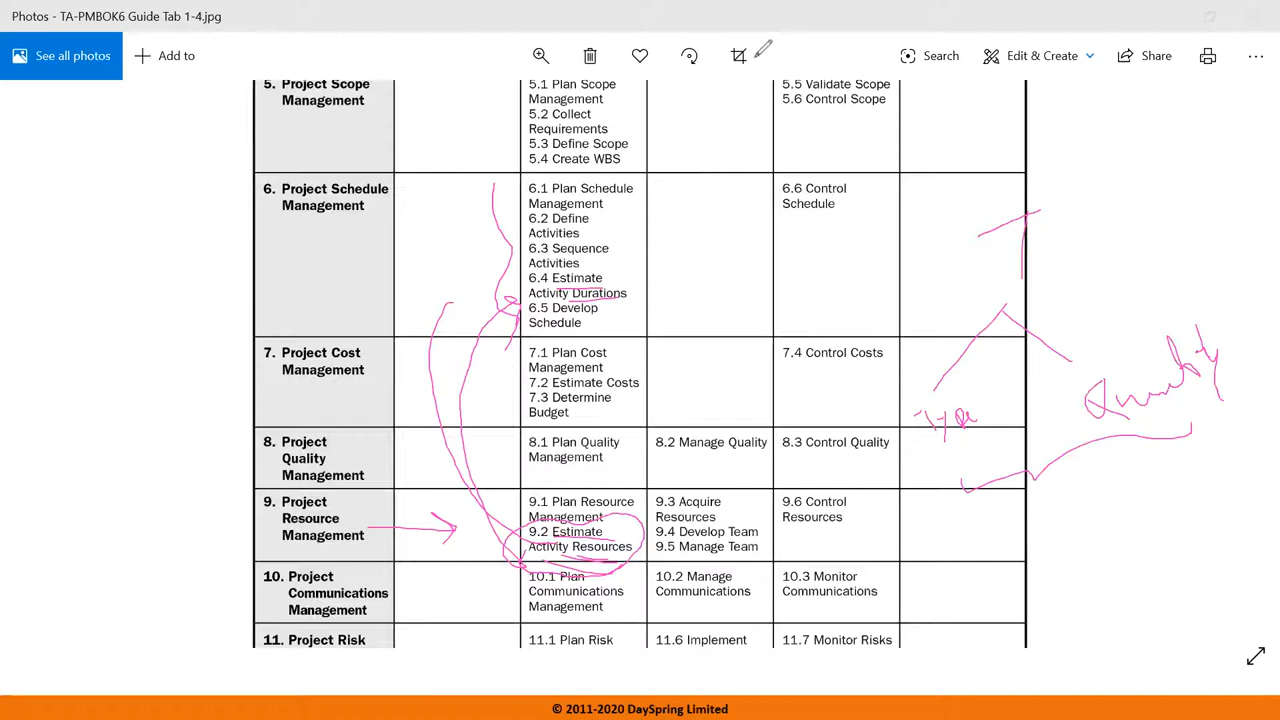 Photos - TA-PMBOK6 Guide Tab 1-4.jpg
See all photos
Add to
Search
Edit & Create
Share
5. Project Scope
Management
5.1 Plan Scope
Management
5.2 Collect
Requirements
5.3 Define Scope
5.4 Create WBS
5.5 Validate Scope
5.6 Control Scope
6. Project Schedule
Management
6.1 Plan Schedule
Management
6.2 Define
Activities
6.3 Sequence
Activities
6.4 Estimate
Activity Durations
6.5 Develop
Schedule
6.6 Control
Schedule
7. Project Cost
Management
7.1 Plan Cost
Management
7.2 Estimate Costs
7.3 Determine
Budget
7.4 Control Costs
Type
Quantity
8. Project
Quality
Management
8.1 Plan Quality
Management
8.2 Manage Quality
8.3 Control Quality
9. Project
Resource
Management
9.1 Plan Resource
Management
9.2 Estimate
Activity Resources
9.3 Acquire
Resources
9.4 Develop Team
9.5 Manage Team
9.6 Control
Resources
10. Project
Communications
Management
10.1 Plan
Communications
Management
10.2 Manage
Communications
10.3 Monitor
Communications
11. Project Risk
11.1 Plan Risk
11.6 Implement
11.7 Monitor Risks
© 2011-2020 DaySpring Limited